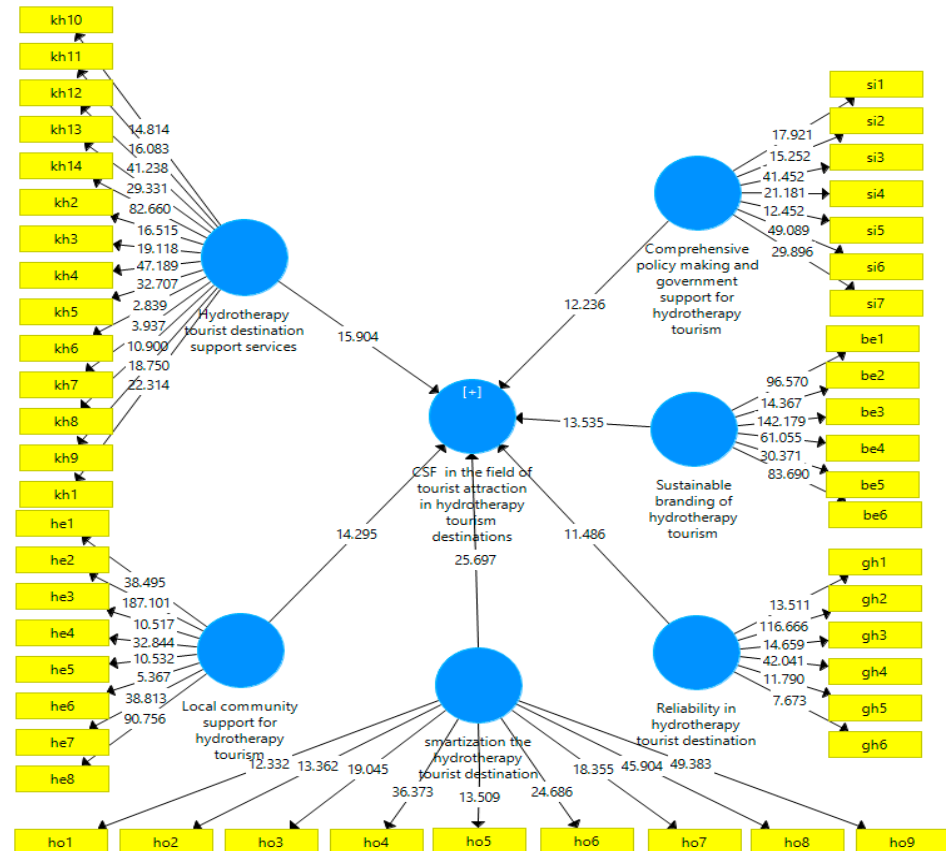 kh10
kh11
kh12
kh13
kh14
kh2
kh3
kh4
kh5
kh6
kh7
kh8
kh9
kh1
14.814
16.083
41.238
29.331
82.660
16.515
19.118
47.189
32.707
2.839
3.937
10.900
18.750
22.314
Hydrotherapy
tourist destination
support services
15.904
si1
si2
si3
si4
si5
si6
si7
17.921
15.252
41.452
21.181
12.452
49.089
29.896
Comprehensive
policy making and
government
support for
hydrotherapy
tourism
12.236
be1
be2
be3
be4
be5
be6
96.570
14.367
142.179
61.055
30.371
83.690
Sustainable
branding of
hydrotherapy
tourism
13.535
[+]
CSF in the field of
tourist attraction
in hydrotherapy
tourism
destinations
he1
he2
he3
he4
he5
he6
he7
he8
38.495
187.101
10.517
32.844
10.532
5.367
38.813
90.756
Local community
support for
hydrotherapy
tourism
14.295
25.697
11.486
gh1
gh2
gh3
gh4
gh5
gh6
13.511
116.666
14.659
42.041
11.790
7.673
Reliability in
hydrotherapy
tourist destination
smartization the
hydrotherapy
tourist destination
12.332
13.362
19.045
36.373
13.509
24.686
18.355
45.904
49.383
ho1
ho2
ho3
ho4
ho5
ho6
ho7
ho8
ho9